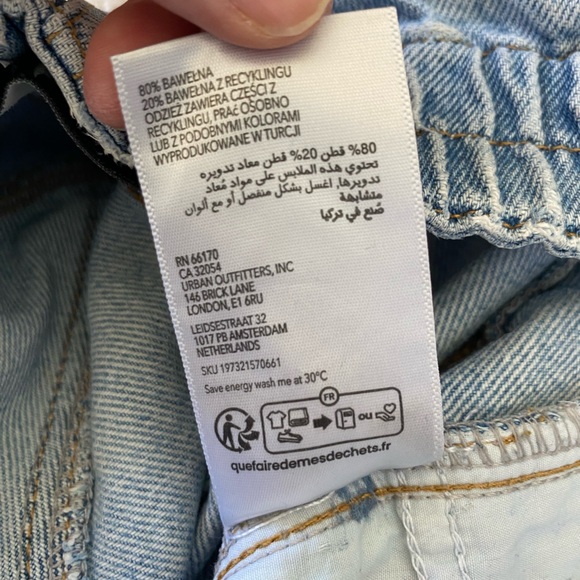 80% BAWEŁNA
20% BAWEŁNA Z RECYKLINGU
ODZIEŻ ZAWIERA CZĘŚCI Z
RECYKLINGU, PRAĆ OSOBNO
LUB Z PODOBNYMI KOLORAMI
WYPRODUKOWANE W TURCJI
80% قطن 20% قطن معاد تدويره
تحتوي هذه الملابس على مواد مُعاد
تدويرها, اغسل بشكل منفصل أو مع ألوان
متشابهة
صُنع في تركيا
RN 66170
CA 32054
URBAN OUTFITTERS, INC
146 BRICK LANE
LONDON, E1 6RU
LEIDSESTRAAT 32
1017 PB AMSTERDAM
NETHERLANDS
SKU 197321570661
Save energy wash me at 30°C
FR
ou
quefairedemesdechets.fr